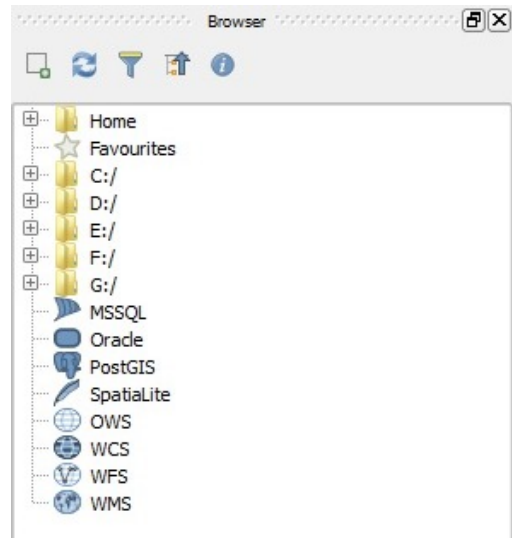 Browser
Home
Favourites
C:/
D:/
E:/
F:/
G:/
MSSQL
Oracle
PostGIS
SpatiaLite
OWS
WCS
WFS
WMS